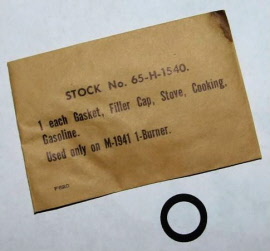 STOCK No. 65-H-1540.
1 each Gasket, Filler Cap, Stove, Cooking,
Gasoline.
Used only on M-1941 1-Burner.